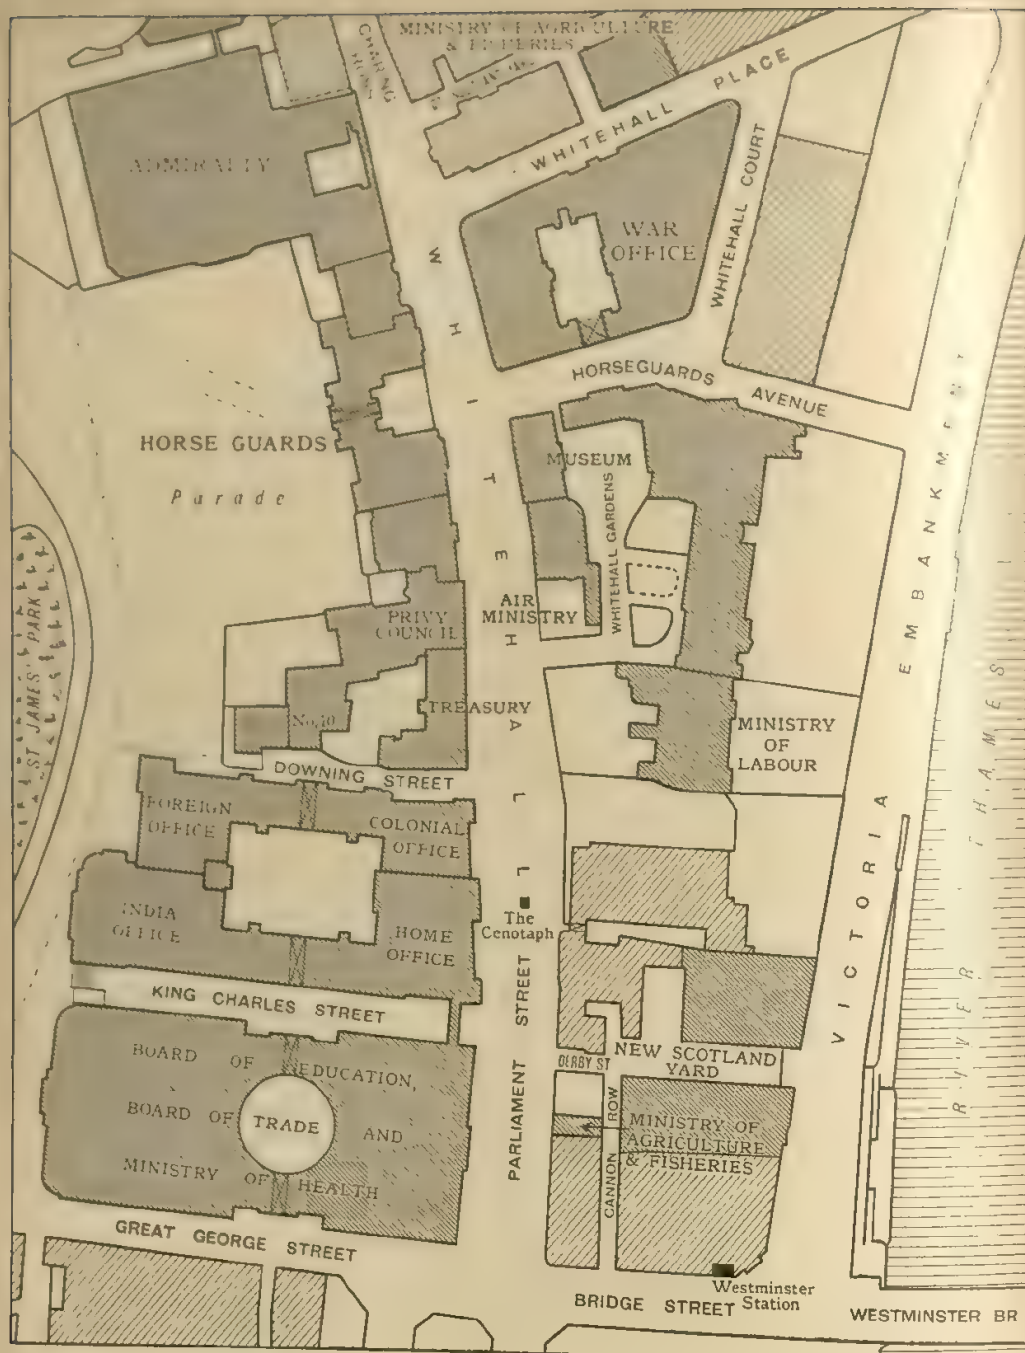 MINISTRY OF AGRICULTURE
& FISHERIES
CHARING
CROSS
WHITEHALL PLACE
ADMIRALTY
WHITEHALL COURT
WAR
OFFICE
WHITEHALL
HORSEGUARDS AVENUE
HORSE GUARDS
Parade
MUSEUM
WHITEHALL GARDENS
VICTORIA EMBANKMENT
RIVER THAMES
ST JAMES' PARK
AIR
MINISTRY
PRIVY
COUNCIL
TREASURY
No. 10
MINISTRY
OF
LABOUR
DOWNING STREET
FOREIGN
OFFICE
COLONIAL
OFFICE
INDIA
OFFICE
HOME
OFFICE
The
Cenotaph
KING CHARLES STREET
PARLIAMENT STREET
BOARD OF EDUCATION,
BOARD OF TRADE AND
MINISTRY OF HEALTH
DERBY ST
NEW SCOTLAND
YARD
CANNON ROW
MINISTRY OF
AGRICULTURE
& FISHERIES
GREAT GEORGE STREET
Westminster
Station
BRIDGE STREET
WESTMINSTER BR